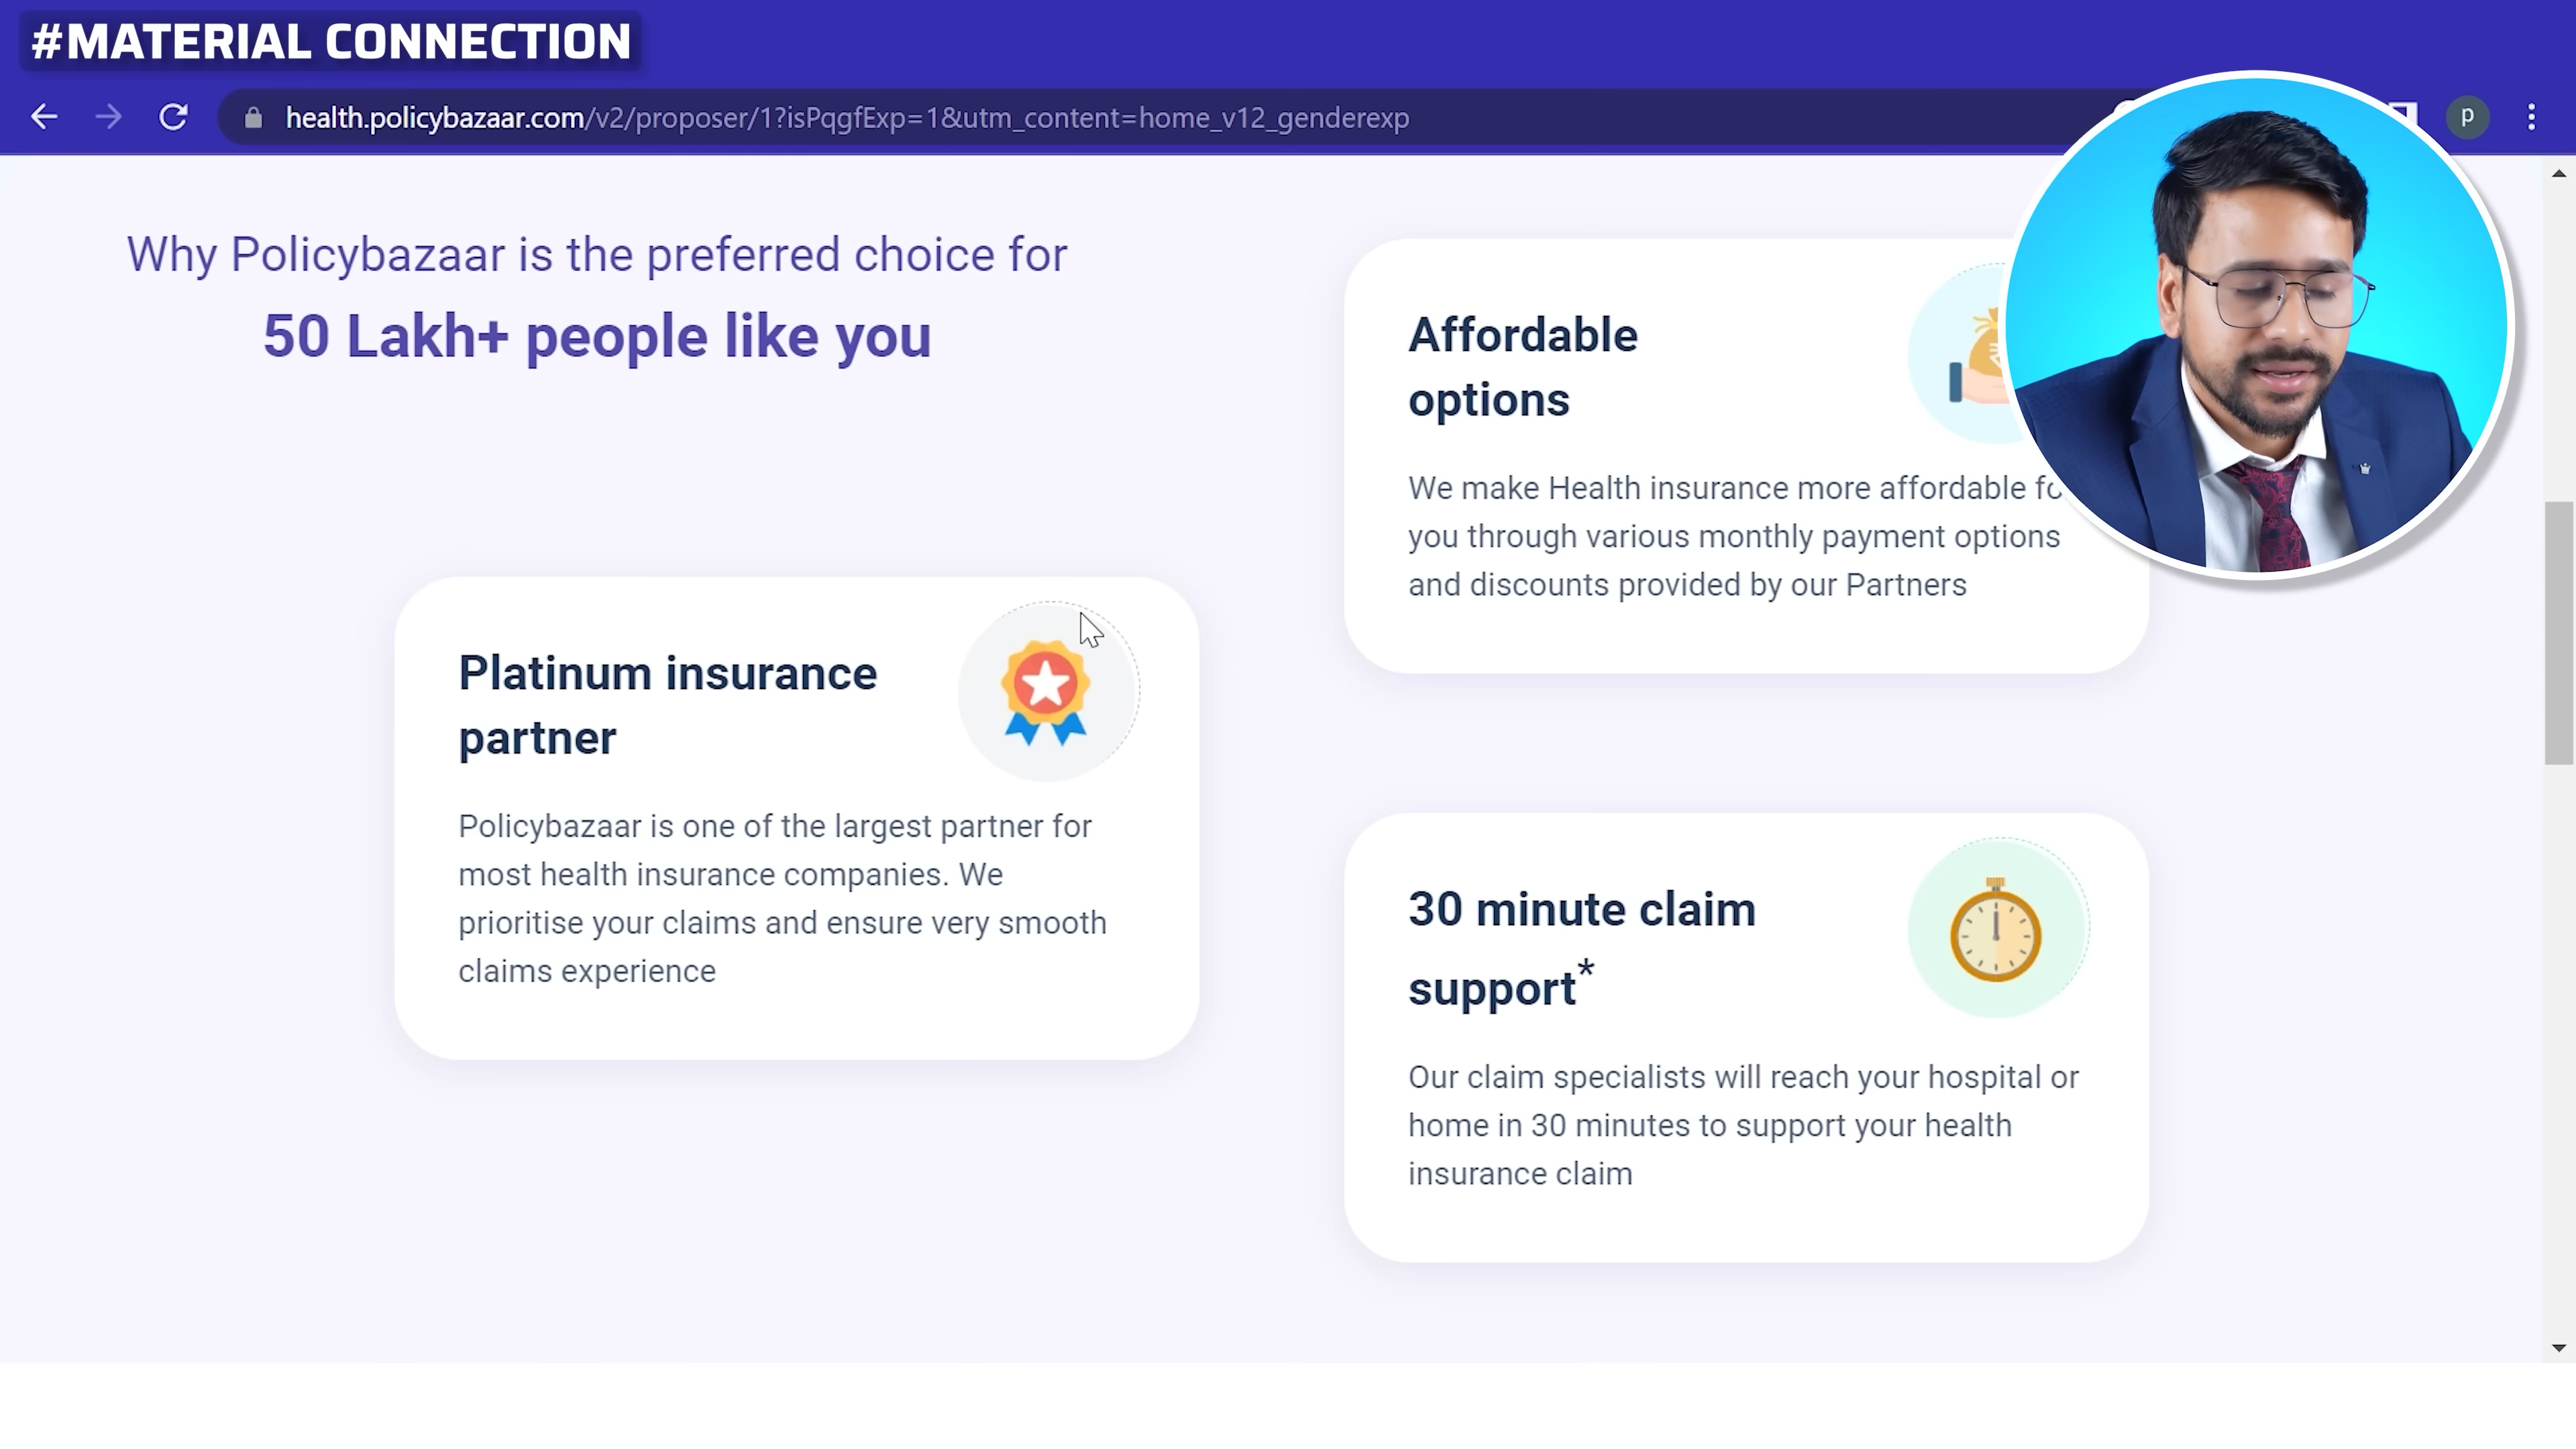 #MATERIAL CONNECTION
health.policybazaar.com/v2/proposer/1?isPqgfExp=1&utm_content=home_v12_genderexp
p
Why Policybazaar is the preferred choice for
50 Lakh+ people like you
Affordable
options
We make Health insurance more affordable fo
you through various monthly payment options
and discounts provided by our Partners
Platinum insurance
partner
Policybazaar is one of the largest partner for
most health insurance companies. We
prioritise your claims and ensure very smooth
claims experience
30 minute claim
support*
Our claim specialists will reach your hospital or
home in 30 minutes to support your health
insurance claim